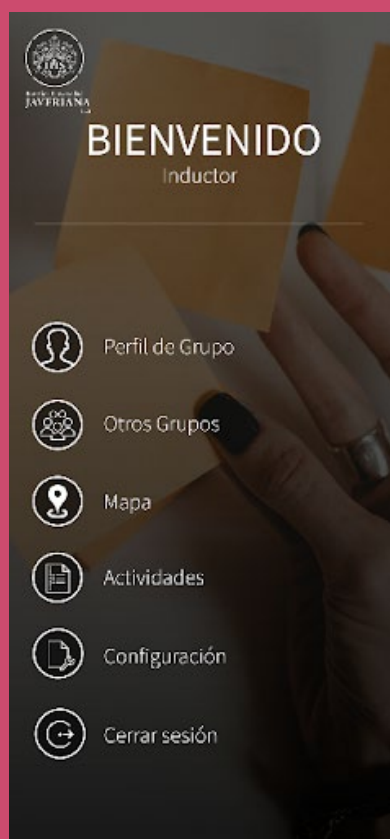 JAVERIANA
BIENVENIDO
Inductor
Perfil de Grupo
Otros Grupos
Mapa
Actividades
Configuración
Cerrar sesión